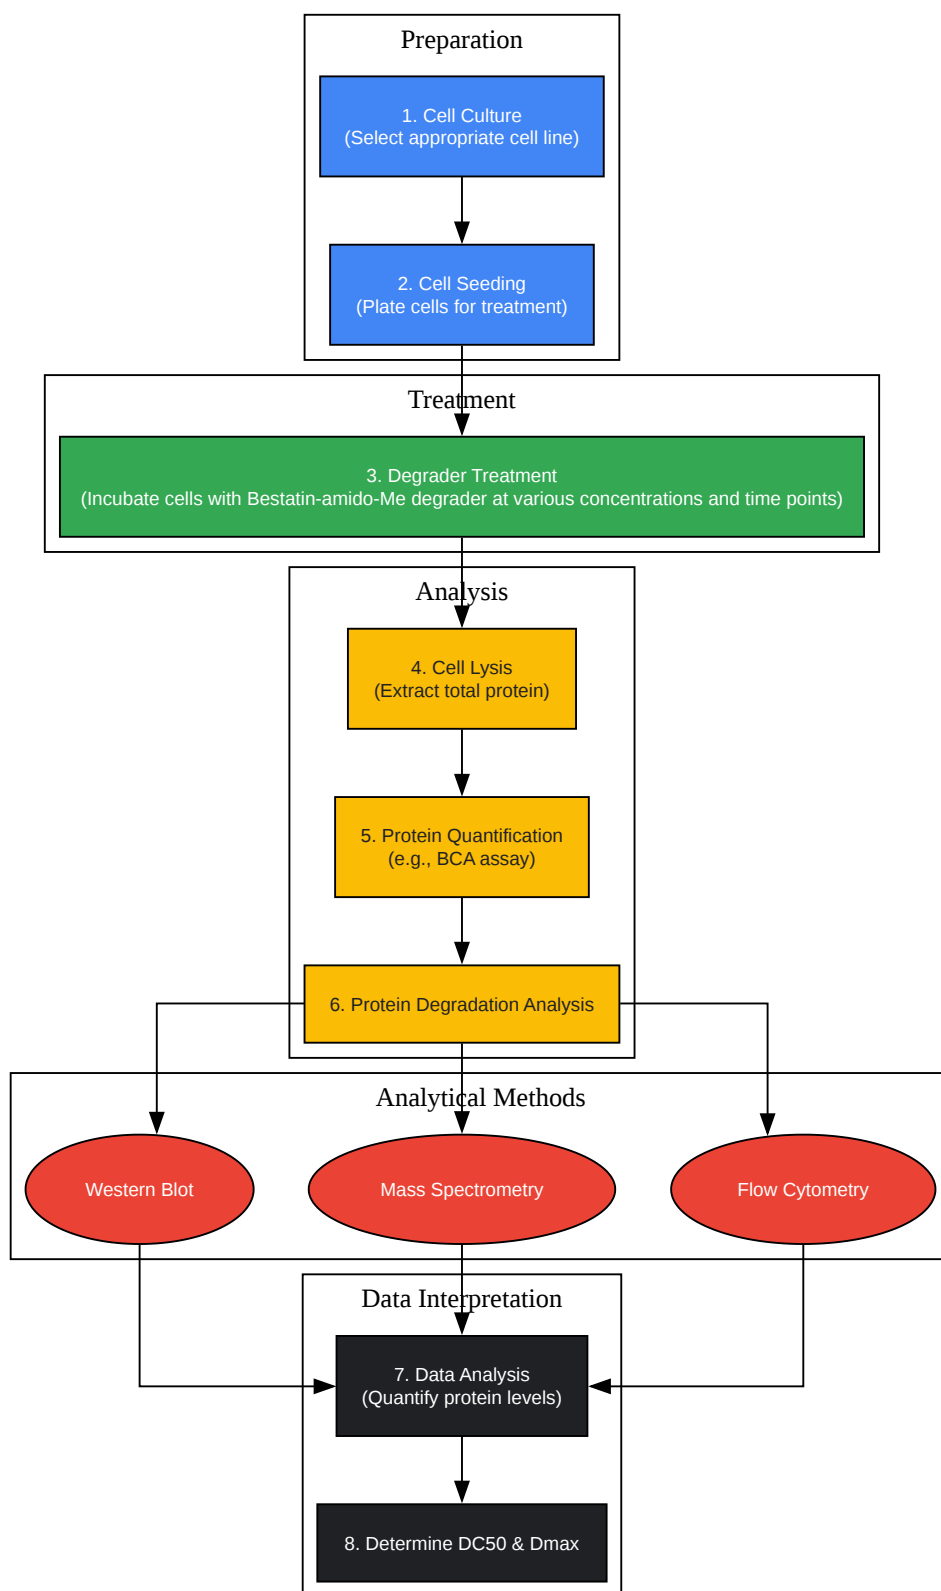 Preparation
1. Cell Culture
(Select appropriate cell line)
2. Cell Seeding
(Plate cells for treatment)
Treatment
3. Degrader Treatment
(Incubate cells with Bestatin-amido-Me degrader at various concentrations and time points)
Analysis
4. Cell Lysis
(Extract total protein)
5. Protein Quantification
(e.g., BCA assay)
6. Protein Degradation Analysis
Analytical Methods
Western Blot
Mass Spectrometry
Flow Cytometry
Data Interpretation
7. Data Analysis
(Quantify protein levels)
8. Determine DC50 & Dmax